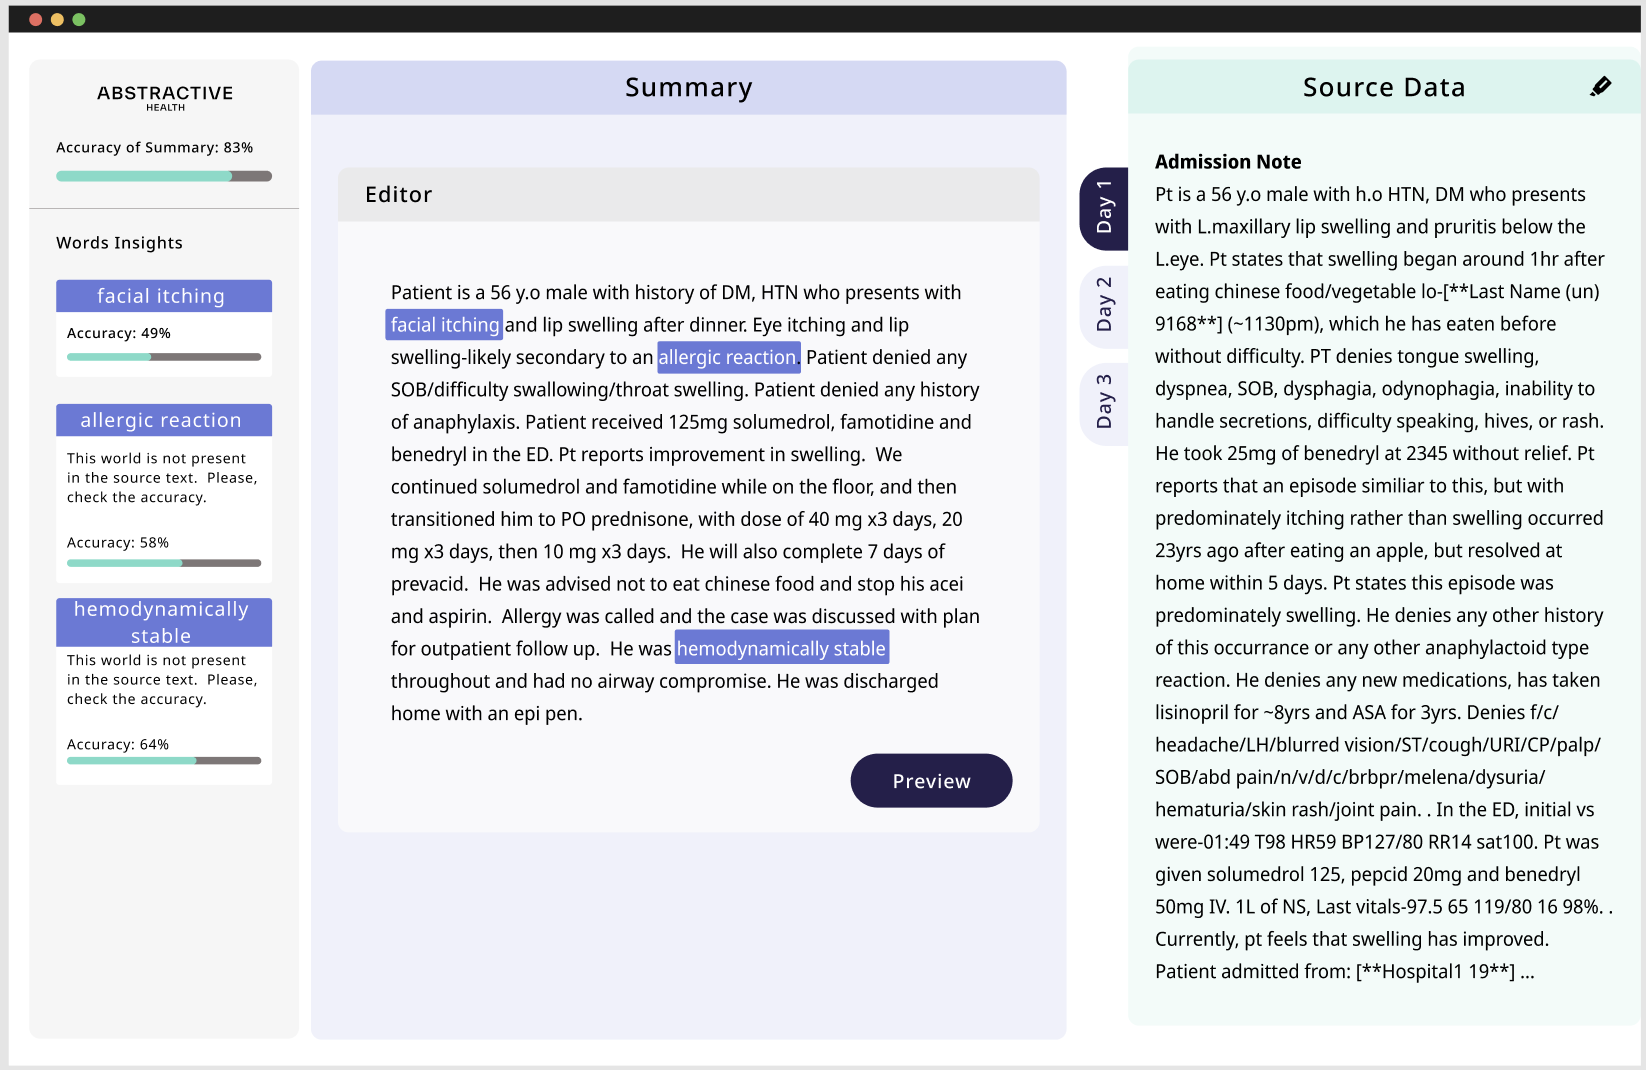 ABSTRACTIVE
HEALTH
Accuracy of Summary: 83%
Words Insights
facial itching
Accuracy: 49%
allergic reaction
This world is not present
in the source text.  Please,
check the accuracy.
Accuracy: 58%
hemodynamically
stable
This world is not present
in the source text.  Please,
check the accuracy.
Accuracy: 64%
Summary
Editor
Patient is a 56 y.o male with history of DM, HTN who presents with
facial itching and lip swelling after dinner. Eye itching and lip
swelling-likely secondary to an allergic reaction. Patient denied any
SOB/difficulty swallowing/throat swelling. Patient denied any history
of anaphylaxis. Patient received 125mg solumedrol, famotidine and
benedryl in the ED. Pt reports improvement in swelling.  We
continued solumedrol and famotidine while on the floor, and then
transitioned him to PO prednisone, with dose of 40 mg x3 days, 20
mg x3 days, then 10 mg x3 days.  He will also complete 7 days of
prevacid.  He was advised not to eat chinese food and stop his acei
and aspirin.  Allergy was called and the case was discussed with plan
for outpatient follow up.  He was hemodynamically stable
throughout and had no airway compromise. He was discharged
home with an epi pen.
Preview
Day 1
Day 2
Day 3
Source Data
Admission Note
Pt is a 56 y.o male with h.o HTN, DM who presents
with L.maxillary lip swelling and pruritis below the
L.eye. Pt states that swelling began around 1hr after
eating chinese food/vegetable lo-[**Last Name (un)
9168**] (~1130pm), which he has eaten before
without difficulty. PT denies tongue swelling,
dyspnea, SOB, dysphagia, odynophagia, inability to
handle secretions, difficulty speaking, hives, or rash.
He took 25mg of benedryl at 2345 without relief. Pt
reports that an episode similiar to this, but with
predominately itching rather than swelling occurred
23yrs ago after eating an apple, but resolved at
home within 5 days. Pt states this episode was
predominately swelling. He denies any other history
of this occurrance or any other anaphylactoid type
reaction. He denies any new medications, has taken
lisinopril for ~8yrs and ASA for 3yrs. Denies f/c/
headache/LH/blurred vision/ST/cough/URI/CP/palp/
SOB/abd pain/n/v/d/c/brbpr/melena/dysuria/
hematuria/skin rash/joint pain. . In the ED, initial vs
were-01:49 T98 HR59 BP127/80 RR14 sat100. Pt was
given solumedrol 125, pepcid 20mg and benedryl
50mg IV. 1L of NS, Last vitals-97.5 65 119/80 16 98%. .
Currently, pt feels that swelling has improved.
Patient admitted from: [**Hospital1 19**] ...